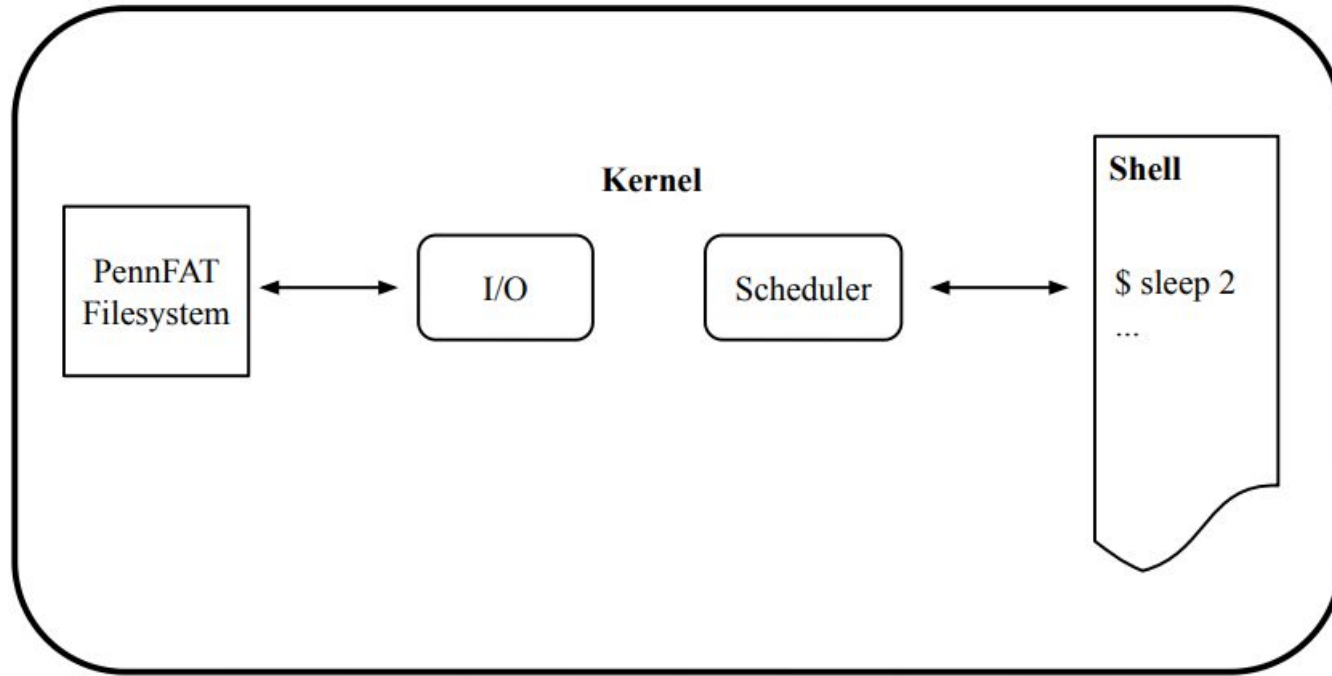 Kernel
PennFAT
Filesystem
I/O
Scheduler
Shell
$ sleep 2
...